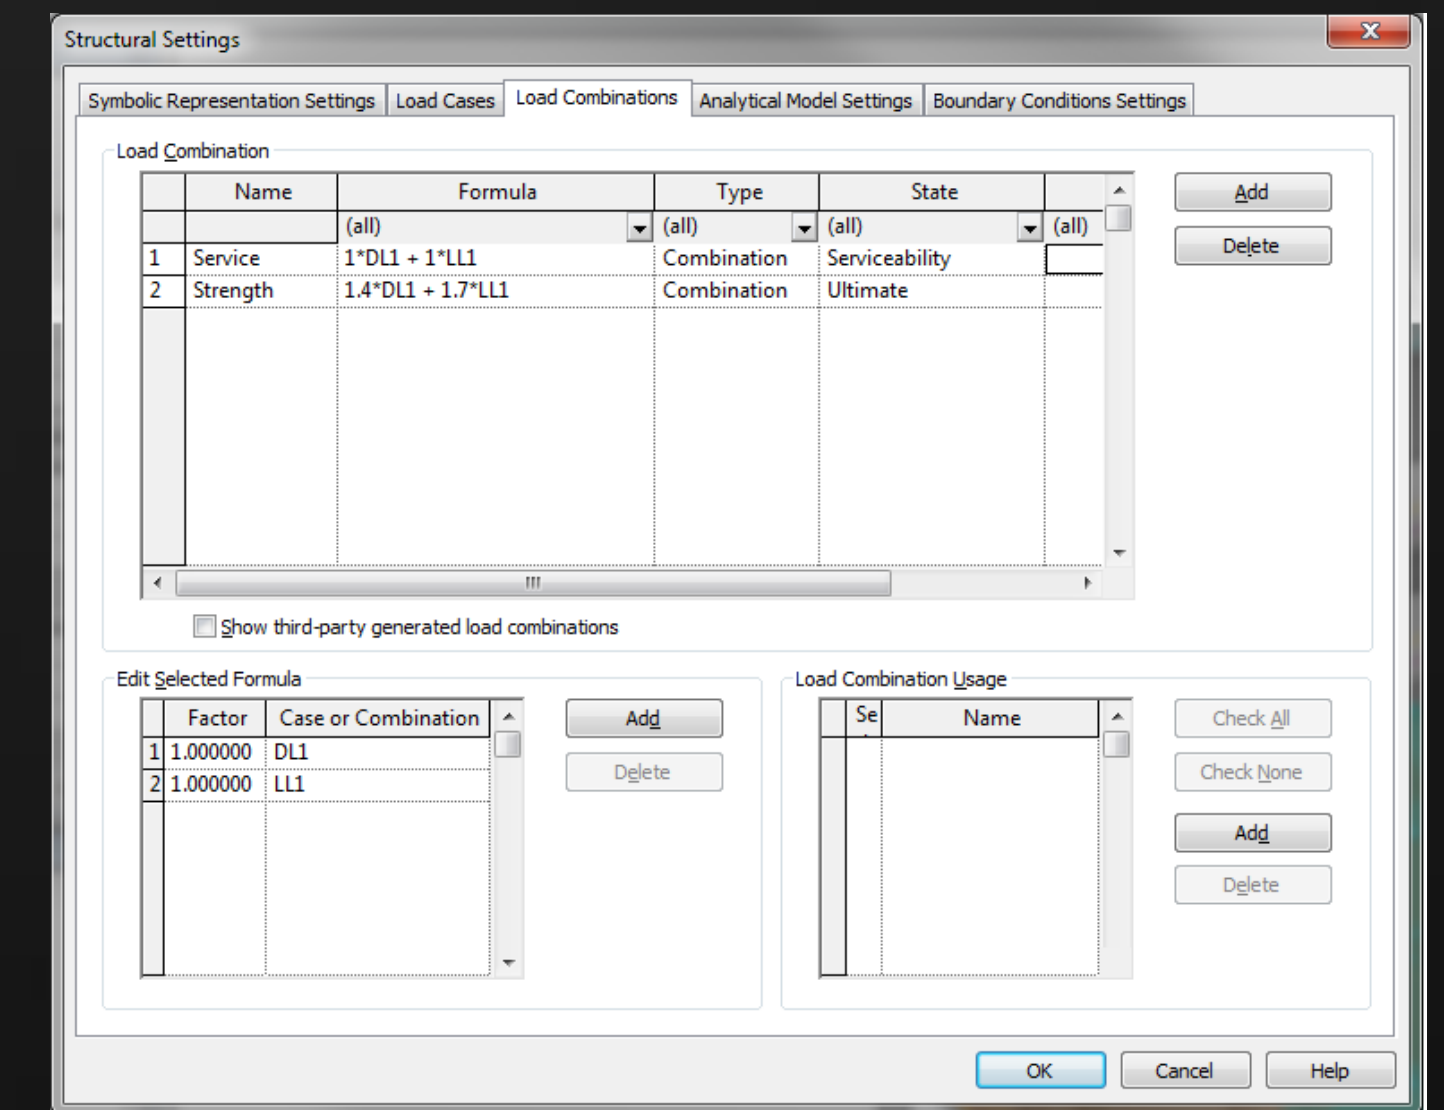 Structural Settings
Symbolic Representation Settings Load Cases Load Combinations Analytical Model Settings Boundary Conditions Settings
Load Combination
Name Formula Type State
(all) (all) (all) (all)
1 Service 1*DL1 + 1*LL1 Combination Serviceability
2 Strength 1.4*DL1 + 1.7*LL1 Combination Ultimate
Add
Delete
Show third-party generated load combinations
Edit Selected Formula
Factor Case or Combination
1 1.000000 DL1
2 1.000000 LL1
Add
Delete
Load Combination Usage
Se Name
Check All
Check None
Add
Delete
OK Cancel Help